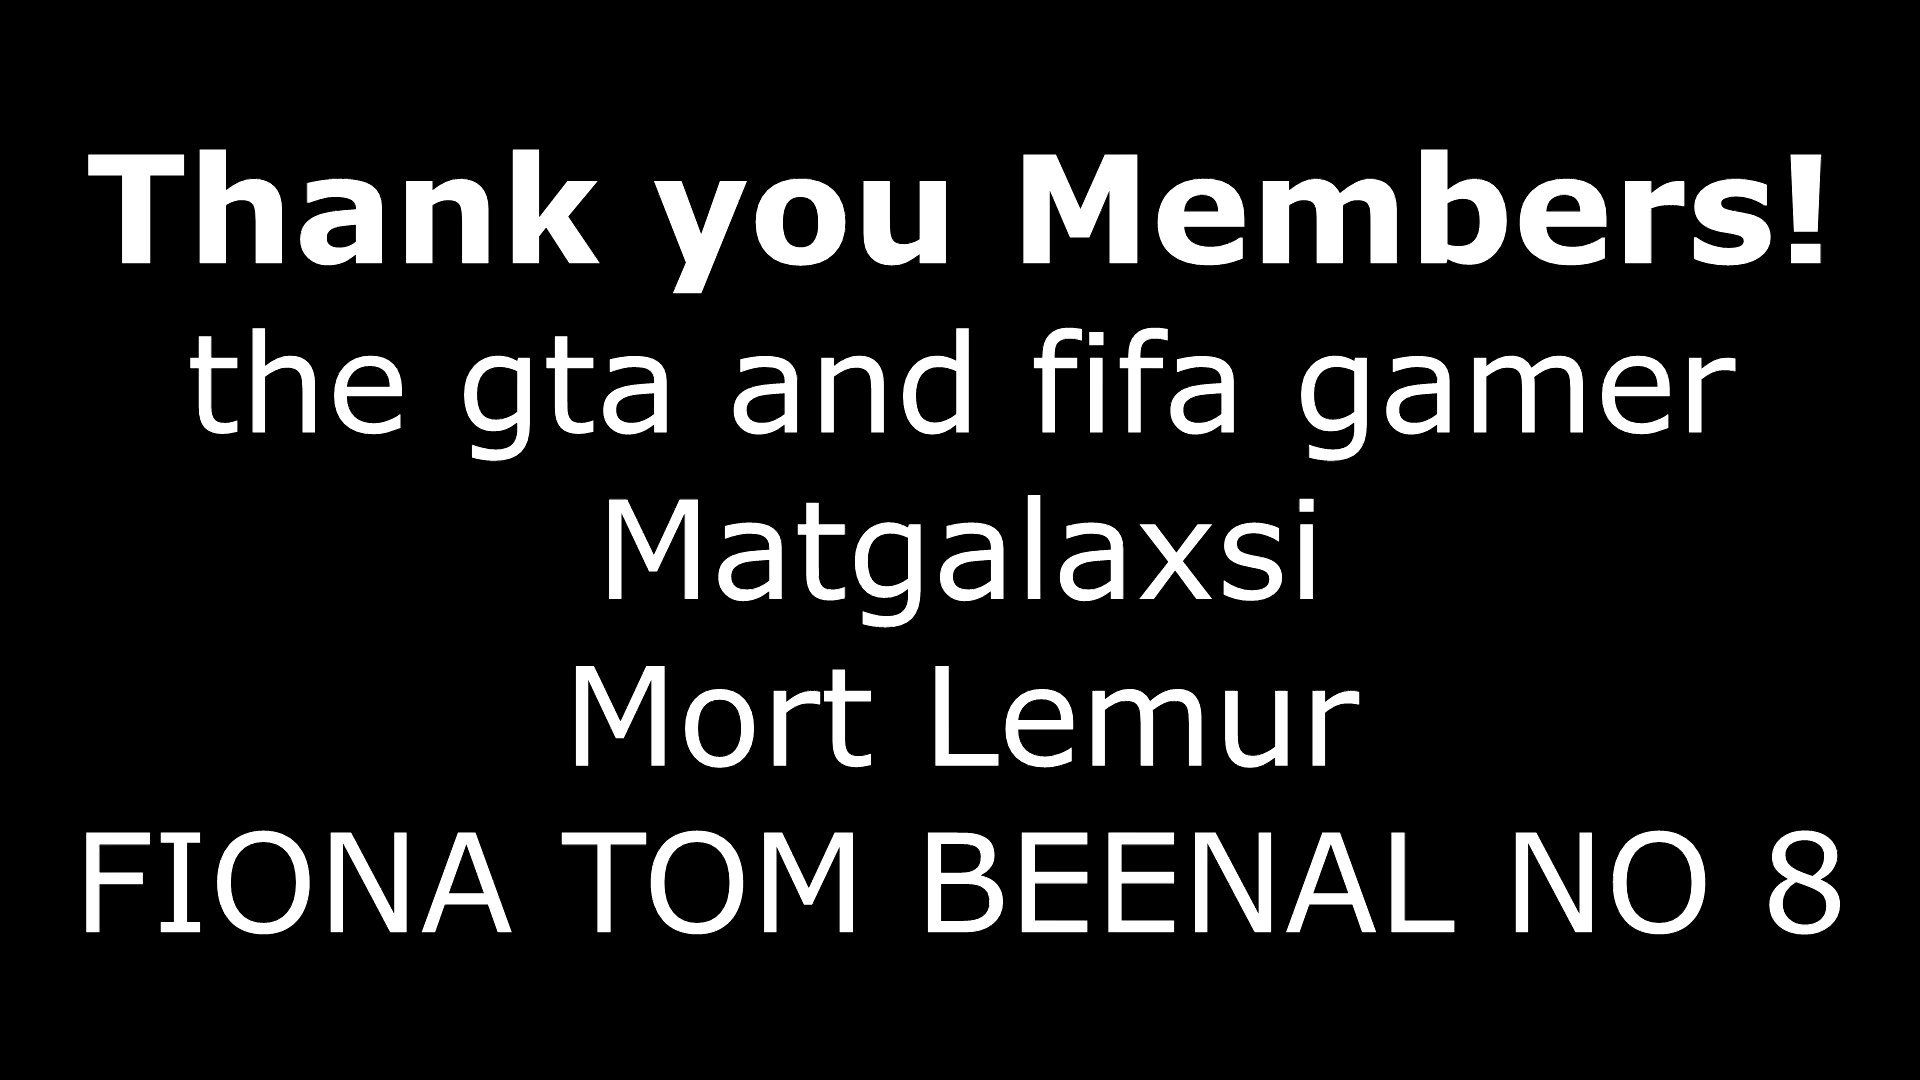 Thank you Members!
the gta and fifa gamer
Matgalaxsi
Mort Lemur
FIONA TOM BEENAL NO 8